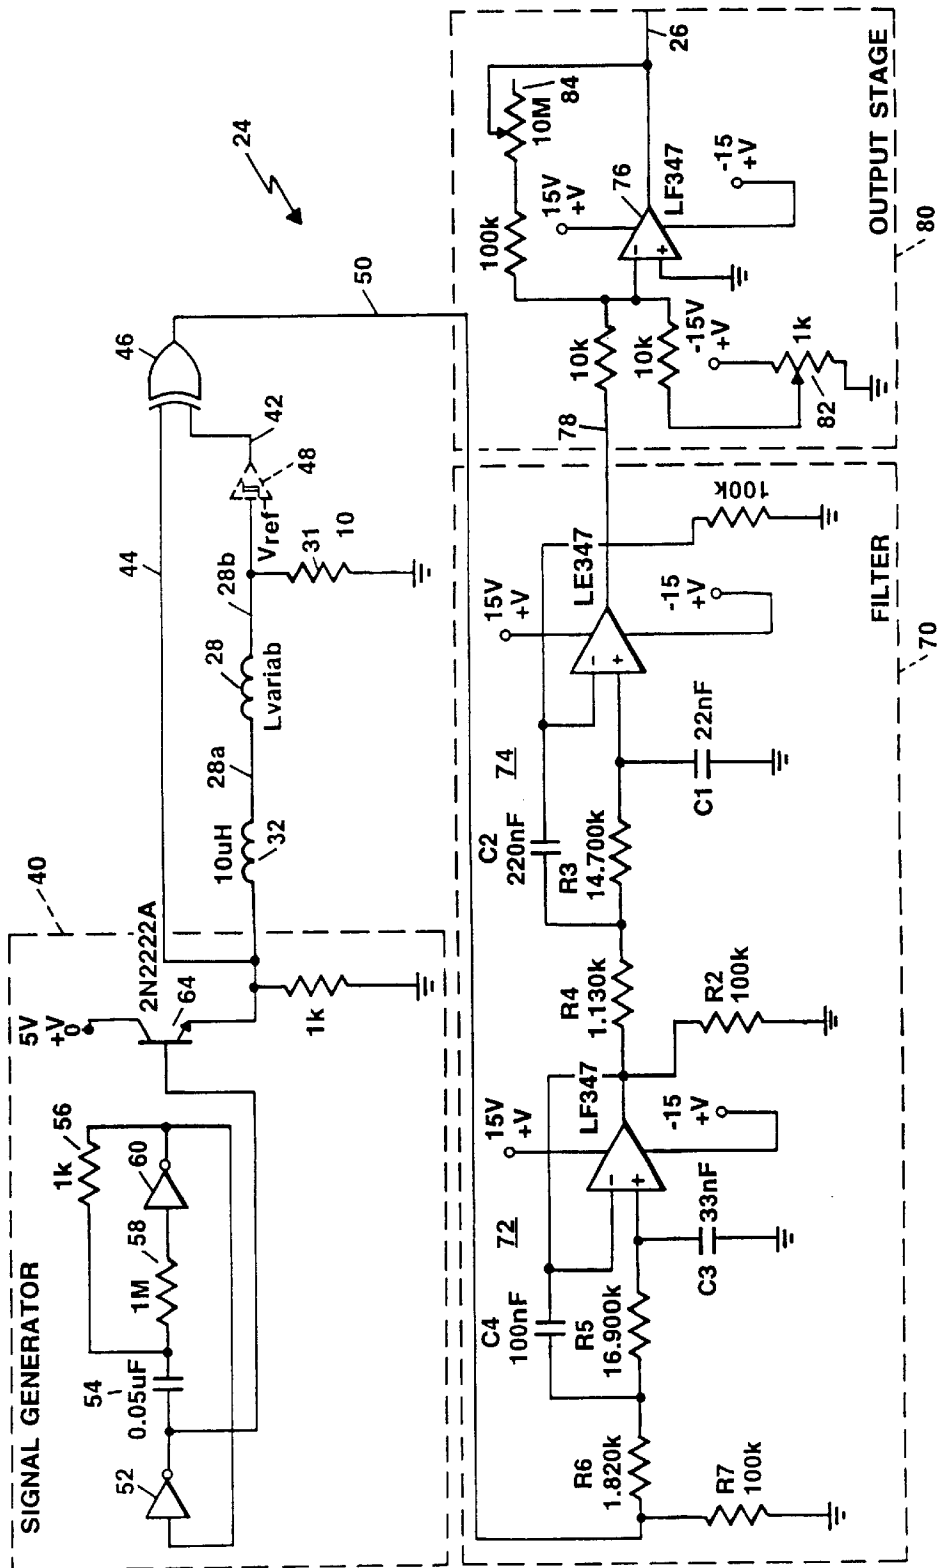 24
SIGNAL GENERATOR
40
52
54
0.05uF
1M
58
60
1k
56
5V
+V
0
2N2222A
64
1k
10uH
32
28a
28
Lvariab
28b
Vref
31
10
44
42
48
46
50
FILTER
70
R7
100k
R6
1.820k
C4
100nF
R5
16.900k
72
C3
33nF
-
+
15V
+V
LF347
-15
+V
R2
100k
R4
1.130k
C2
220nF
R3
14.700k
74
C1
22nF
-
+
15V
+V
LE347
-15
+V
100k
78
OUTPUT STAGE
80
10k
10k
-15V
+V
1k
82
100k
10M
84
15V
+V
76
-
+
LF347
-15
+V
26